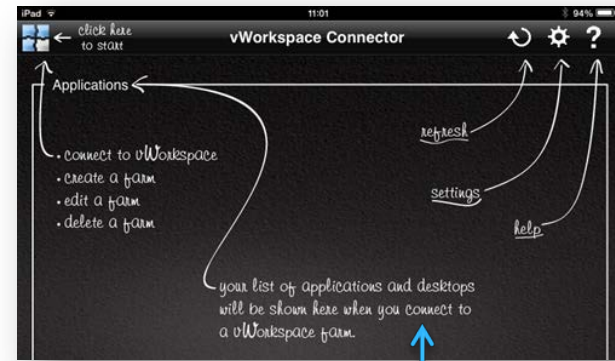 iPad 11:01 94%
click here
to start
vWorkspace Connector
?
Applications
refresh
• connect to vWorkspace
• create a farm
• edit a farm
• delete a farm
settings
help
your list of applications and desktops
will be shown here when you connect to
a vWorkspace farm.